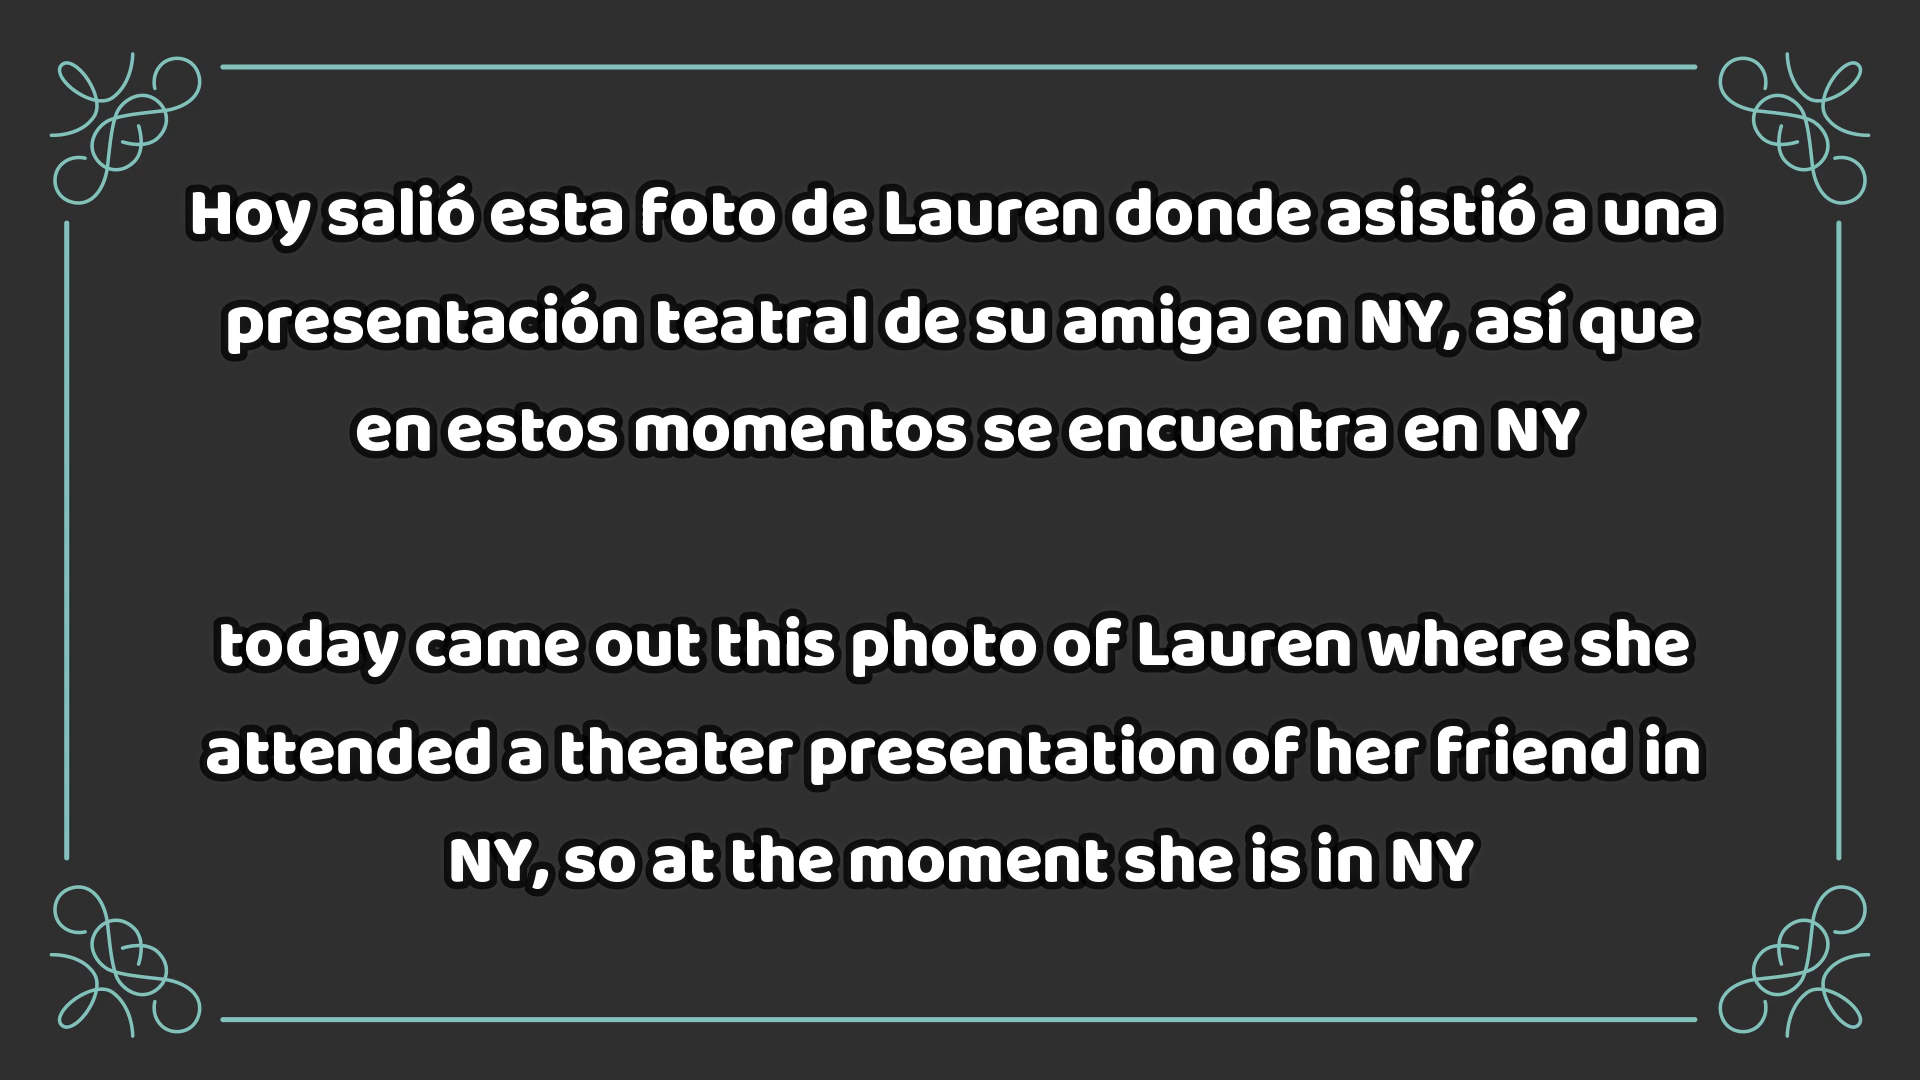 Hoy salió esta foto de Lauren donde asistió a una
presentación teatral de su amiga en NY, así que
en estos momentos se encuentra en NY
today came out this photo of Lauren where she
attended a theater presentation of her friend in
NY, so at the moment she is in NY